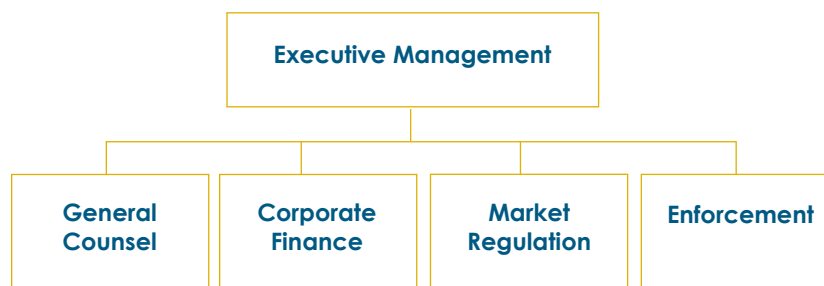 Executive Management
General
Counsel
Corporate
Finance
Market
Regulation
Enforcement